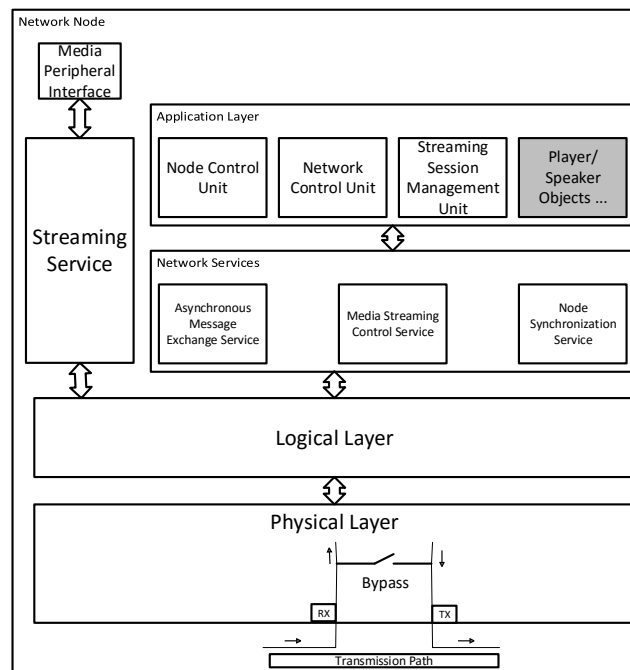 Network Node
Media
Peripheral
Interface
Application Layer
Node Control
Unit
Network
Control Unit
Streaming
Session
Management
Unit
Player/
Speaker
Objects ...
Streaming
Service
Network Services
Asynchronous
Message
Exchange Service
Media Streaming
Control Service
Node
Synchronization
Service
Logical Layer
Physical Layer
Bypass
RX
TX
Transmission Path